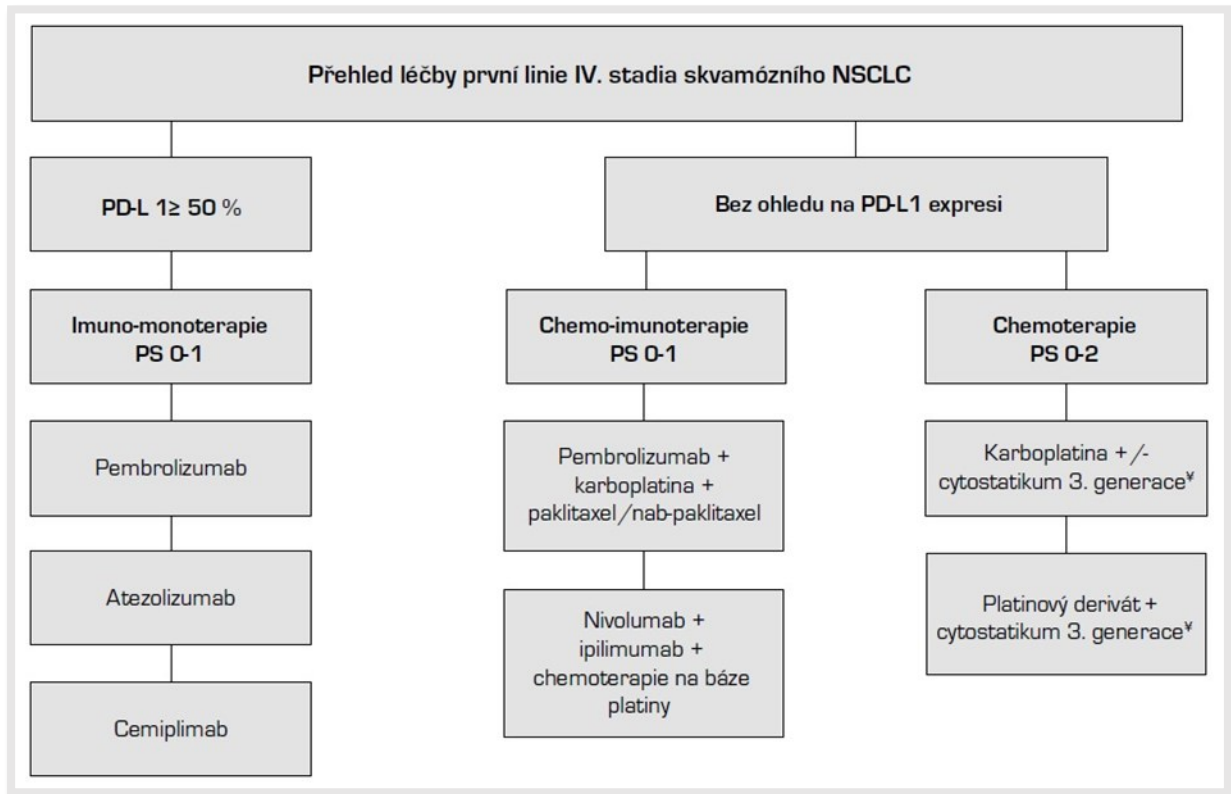 Přehled léčby první linie IV. stadia skvamózního NSCLC
PD-L 1≥ 50 %
Bez ohledu na PD-L1 expresi
Imuno-monoterapie
PS 0-1
Chemo-imunoterapie
PS 0-1
Chemoterapie
PS 0-2
Pembrolizumab
Atezolizumab
Cemiplimab
Pembrolizumab +
karboplatina +
paklitaxel/nab-paklitaxel
Nivolumab +
ipilimumab +
chemoterapie na báze
platiny
Karboplatina +/-
cytostatikum 3. generace¥
Platinový derivát +
cytostatikum 3. generace¥